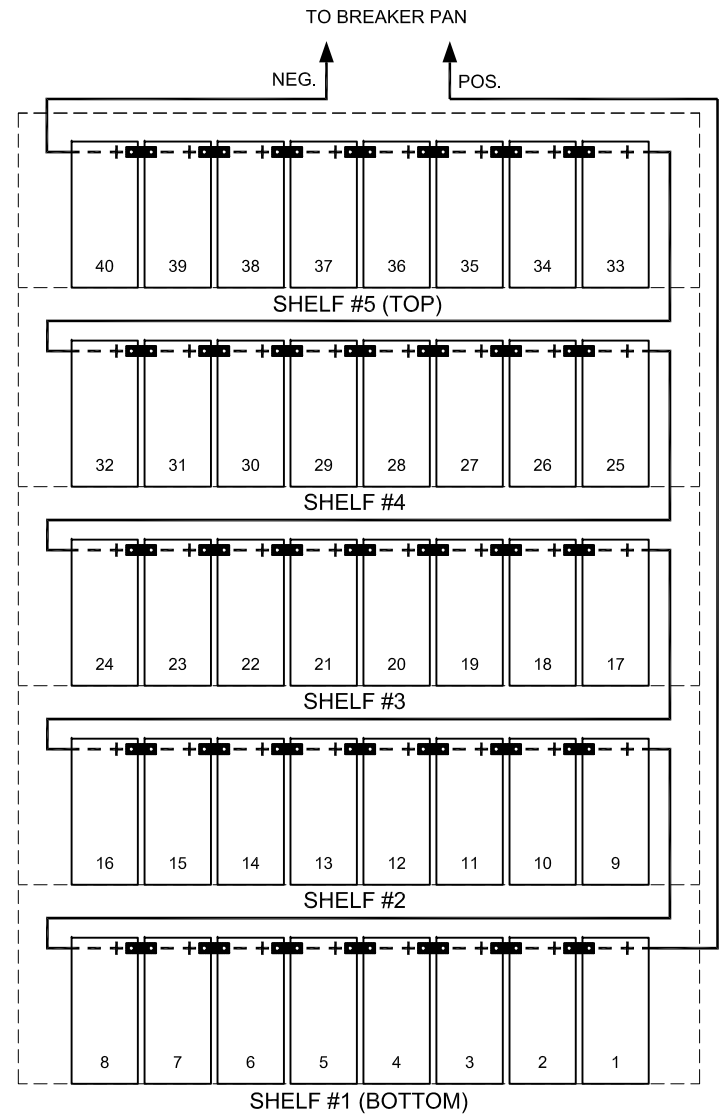 TO BREAKER PAN
NEG. POS.
- + - + - + - + - + - + - + - +
40 39 38 37 36 35 34 33
SHELF #5 (TOP)
- + - + - + - + - + - + - + - +
32 31 30 29 28 27 26 25
SHELF #4
- + - + - + - + - + - + - + - +
24 23 22 21 20 19 18 17
SHELF #3
- + - + - + - + - + - + - + - +
16 15 14 13 12 11 10 9
SHELF #2
- + - + - + - + - + - + - + - +
8 7 6 5 4 3 2 1
SHELF #1 (BOTTOM)